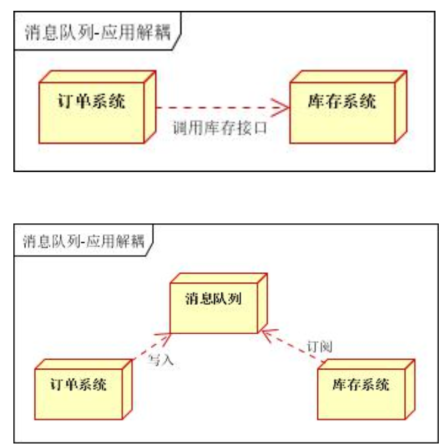 消息队列-应用解耦
订单系统
库存系统
调用库存接口
消息队列-应用解耦
消息队列
写入
订阅
订单系统
库存系统